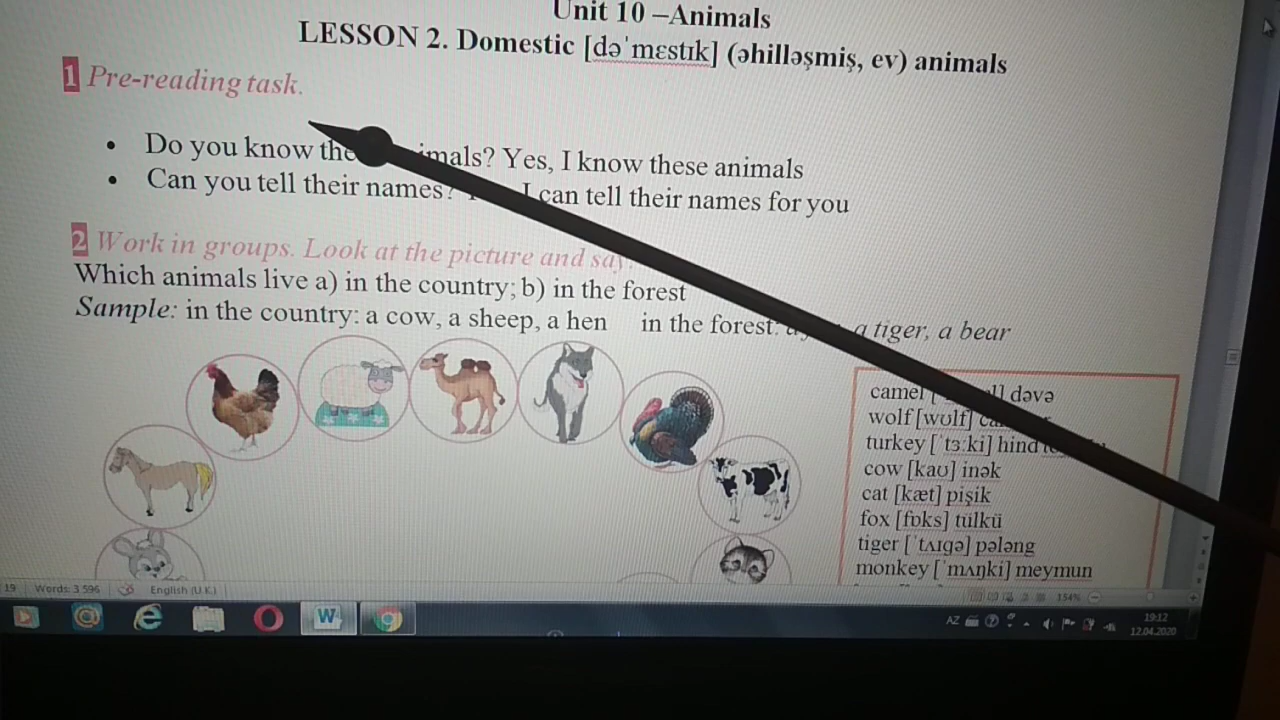 Unit 10 –Animals
LESSON 2. Domestic [dəˈmɛstɪk] (əhilləşmiş, ev) animals
1 Pre-reading task.
• Do you know imals? Yes, I know these animals
• Can you tell their names? I can tell their names for you
2 Work in groups. Look at the picture and say
Which animals live a) in the country; b) in the forest
Sample: in the country: a cow, a sheep, a hen in the forest: a tiger, a bear
camel dəvə
wolf [wʊlf]
turkey [ˈtɜːki]
cow [kaʊ] inək
cat [kæt] pişik
fox [fɒks] tülkü
tiger [ˈtʌɪɡə] pələng
monkey [ˈmʌŋki] meymun
19 Words: 3 596 English (U.K.) 154%
AZ 19:12
12.04.2020